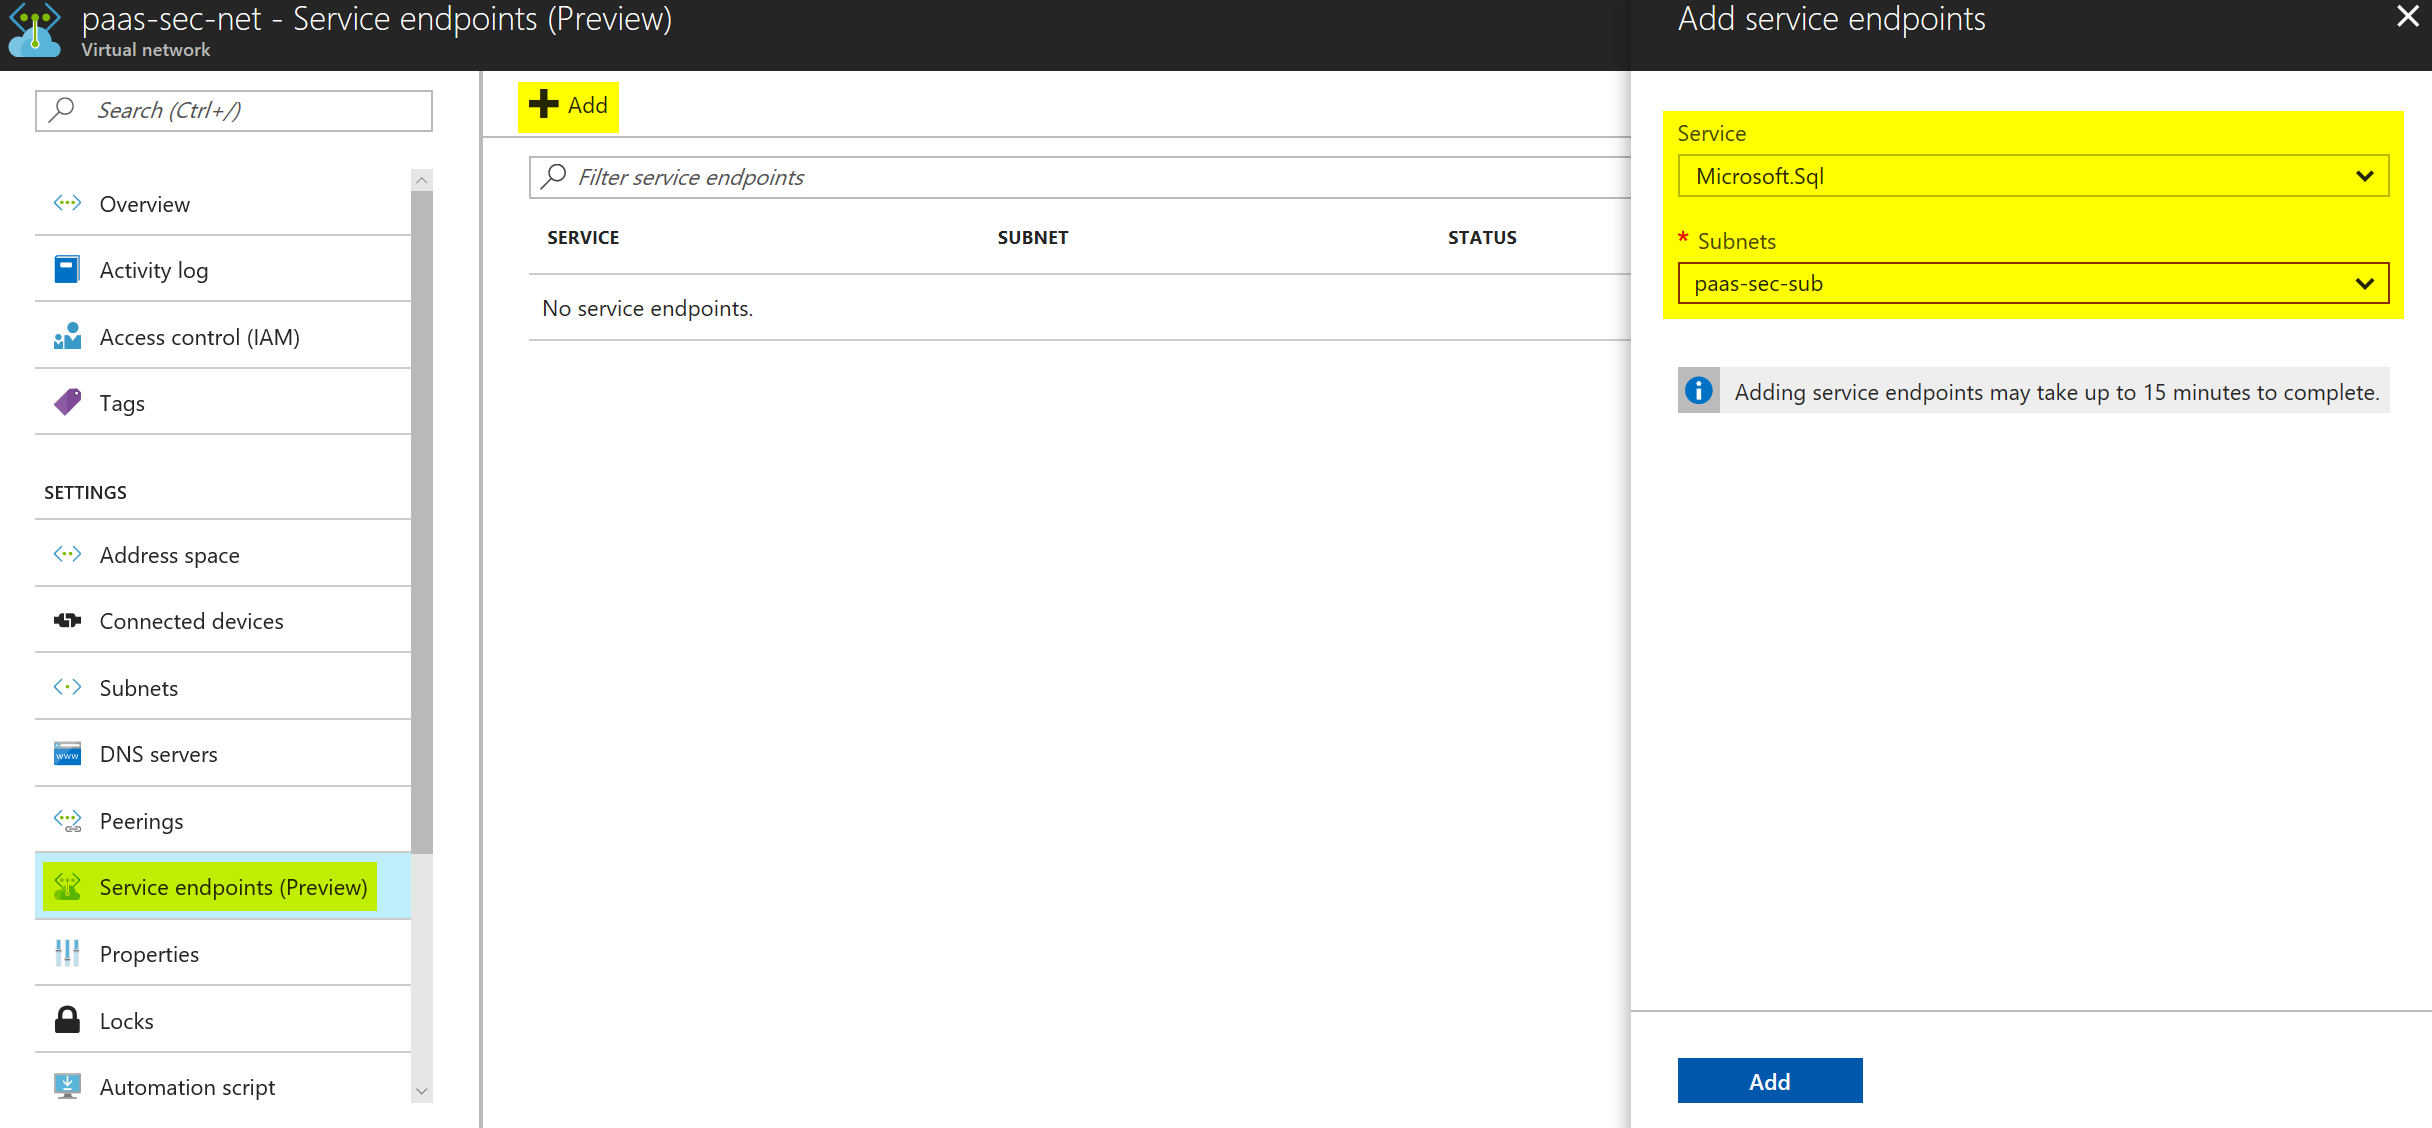 paas-sec-net - Service endpoints (Preview)
Virtual network
Search (Ctrl+/)
Overview
Activity log
Access control (IAM)
Tags
SETTINGS
Address space
Connected devices
Subnets
DNS servers
www
Peerings
Service endpoints (Preview)
Properties
Locks
Automation script
Add
Filter service endpoints
SERVICE SUBNET STATUS
No service endpoints.
Add service endpoints
Service
Microsoft.Sql
* Subnets
paas-sec-sub
Adding service endpoints may take up to 15 minutes to complete.
Add